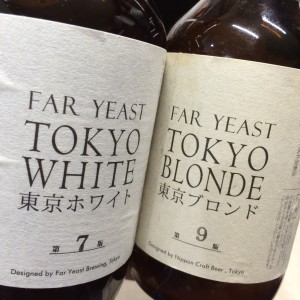 FAR YEAST
TOKYO
WHITE
東京ホワイト
第 7 版
Designed by Far Yeast Brewing, Tokyo
FAR YEAST
TOKYO
BLONDE
東京ブロンド
第 9 版
Designed by Nippon Craft Beer, Tokyo